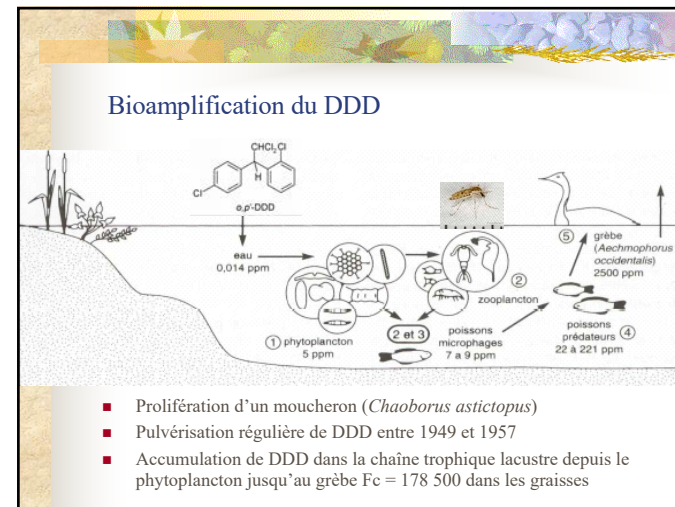 Bioamplification du DDD
CHCl2
Cl
H
Cl
o,p'-DDD
eau
0,014 ppm
1 phytoplancton
5 ppm
2 et 3
poissons
microphages
7 a 9 ppm
2
zooplancton
5
grèbe
(Aechmophorus
occidentalis)
2500 ppm
poissons
prédateurs 4
22 à 221 ppm
■ Prolifération d'un moucheron (Chaoborus astictopus)
■ Pulvérisation régulière de DDD entre 1949 et 1957
■ Accumulation de DDD dans la chaîne trophique lacustre depuis le
phytoplancton jusqu'au grèbe Fc = 178 500 dans les graisses